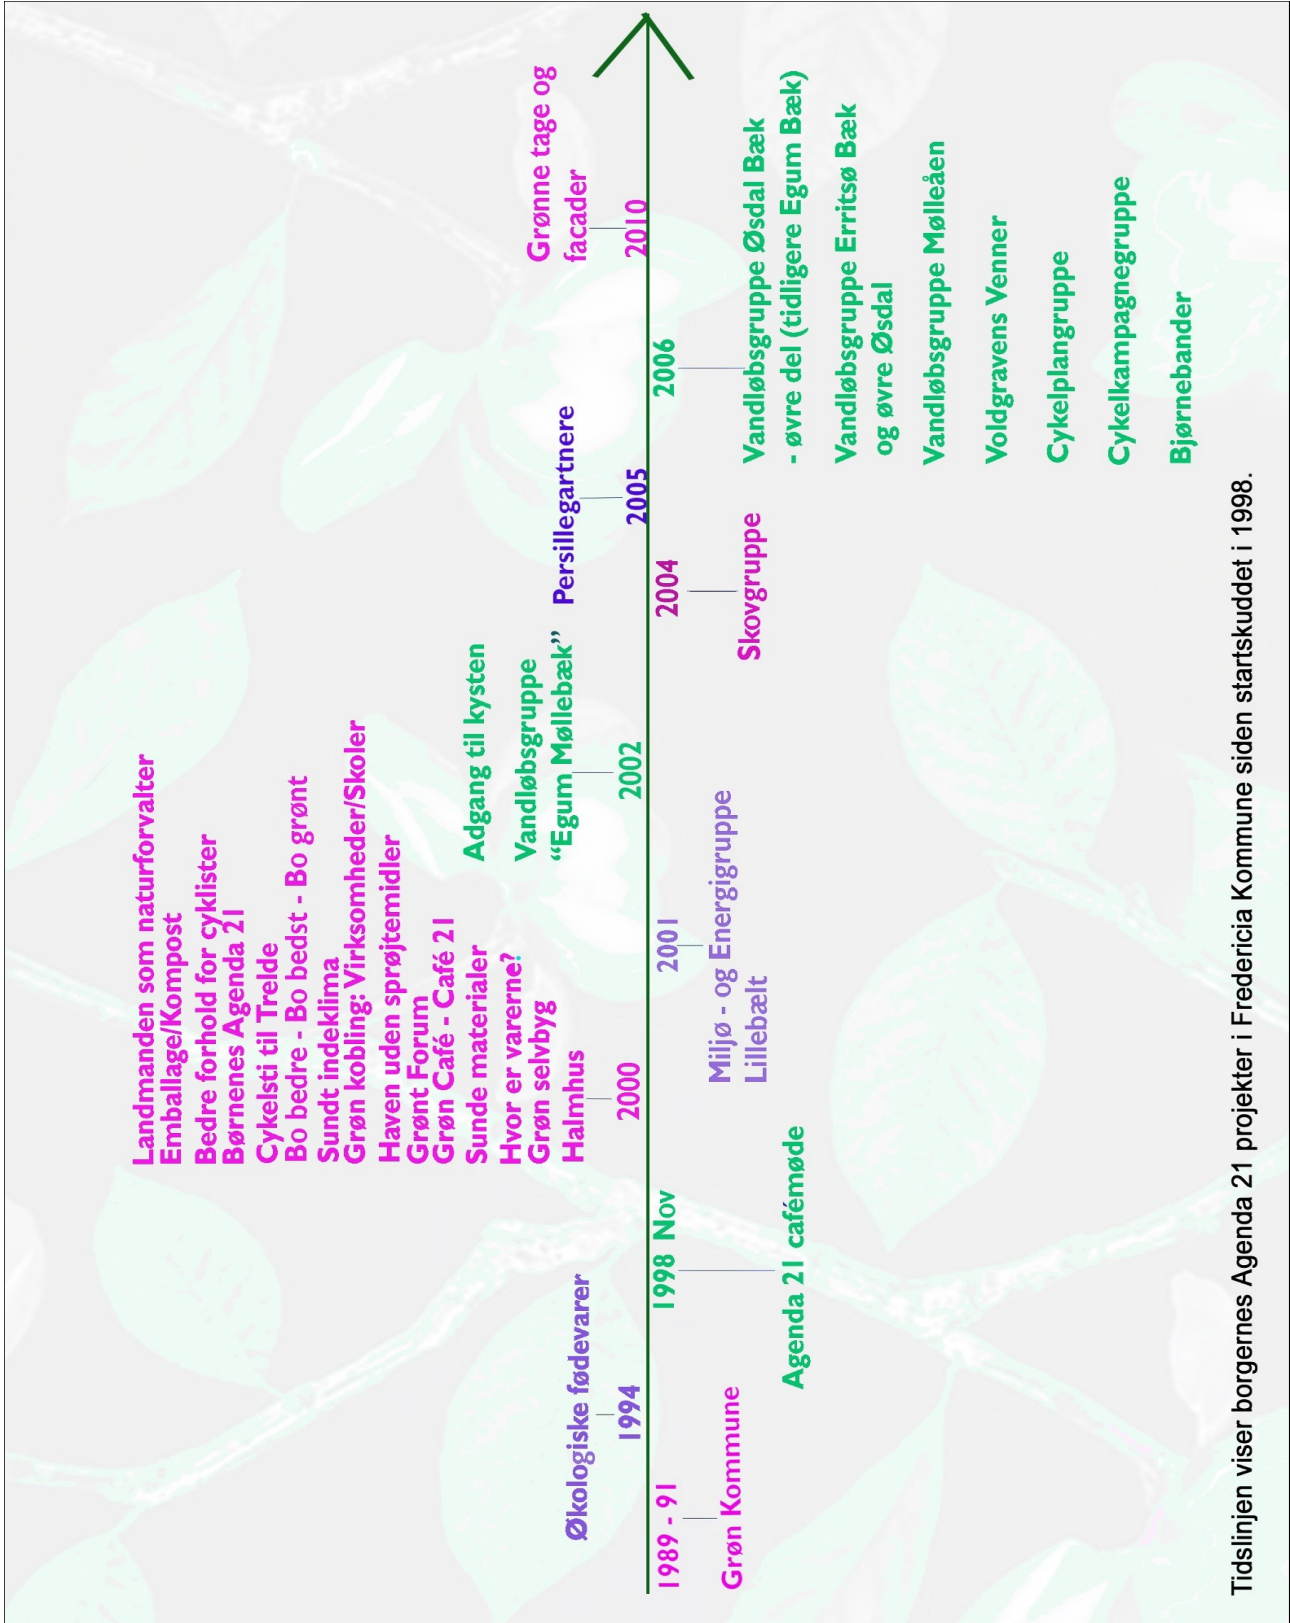 Landmanden som naturforvalter
Emballage/Kompost
Bedre forhold for cyklister
Børnenes Agenda 21
Cykelsti til Trelde
Bo bedre - Bo bedst - Bo grønt
Sundt indeklima
Grøn kobling: Virksomheder/Skoler
Haven uden sprøjtemidler
Grønt Forum
Grøn Café - Café 21
Sunde materialer
Hvor er varerne?
Grøn selvbyg
Halmhus
2000
Økologiske fødevarer
1994
Adgang til kysten
Vandløbsgruppe
“Egum Møllebæk”
2002
Persillegartnere
2005
Grønne tage og
facader
2010
1989 - 91
Grøn Kommune
1998 Nov
Agenda 21 cafémøde
2001
Miljø - og Energigruppe
Lillebælt
2004
Skovgruppe
2006
Vandløbsgruppe Øsdal Bæk
- øvre del (tidligere Egum Bæk)
Vandløbsgruppe Erritsø Bæk
og øvre Øsdal
Vandløbsgruppe Mølleåen
Voldgravens Venner
Cykelplangruppe
Cykelkampagnegruppe
Bjørnebander
Tidslinjen viser borgernes Agenda 21 projekter i Fredericia Kommune siden startskuddet i 1998.